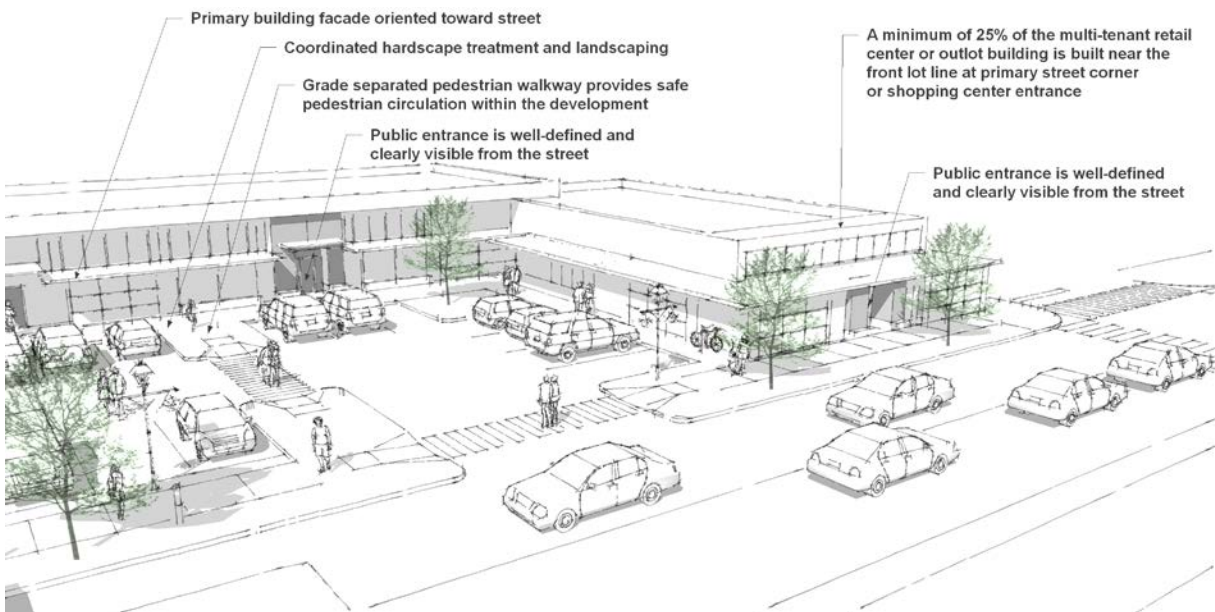 Primary building facade oriented toward street
Coordinated hardscape treatment and landscaping
Grade separated pedestrian walkway provides safe
pedestrian circulation within the development
Public entrance is well-defined and
clearly visible from the street
A minimum of 25% of the multi-tenant retail
center or outlot building is built near the
front lot line at primary street corner
or shopping center entrance
Public entrance is well-defined
and clearly visible from the street